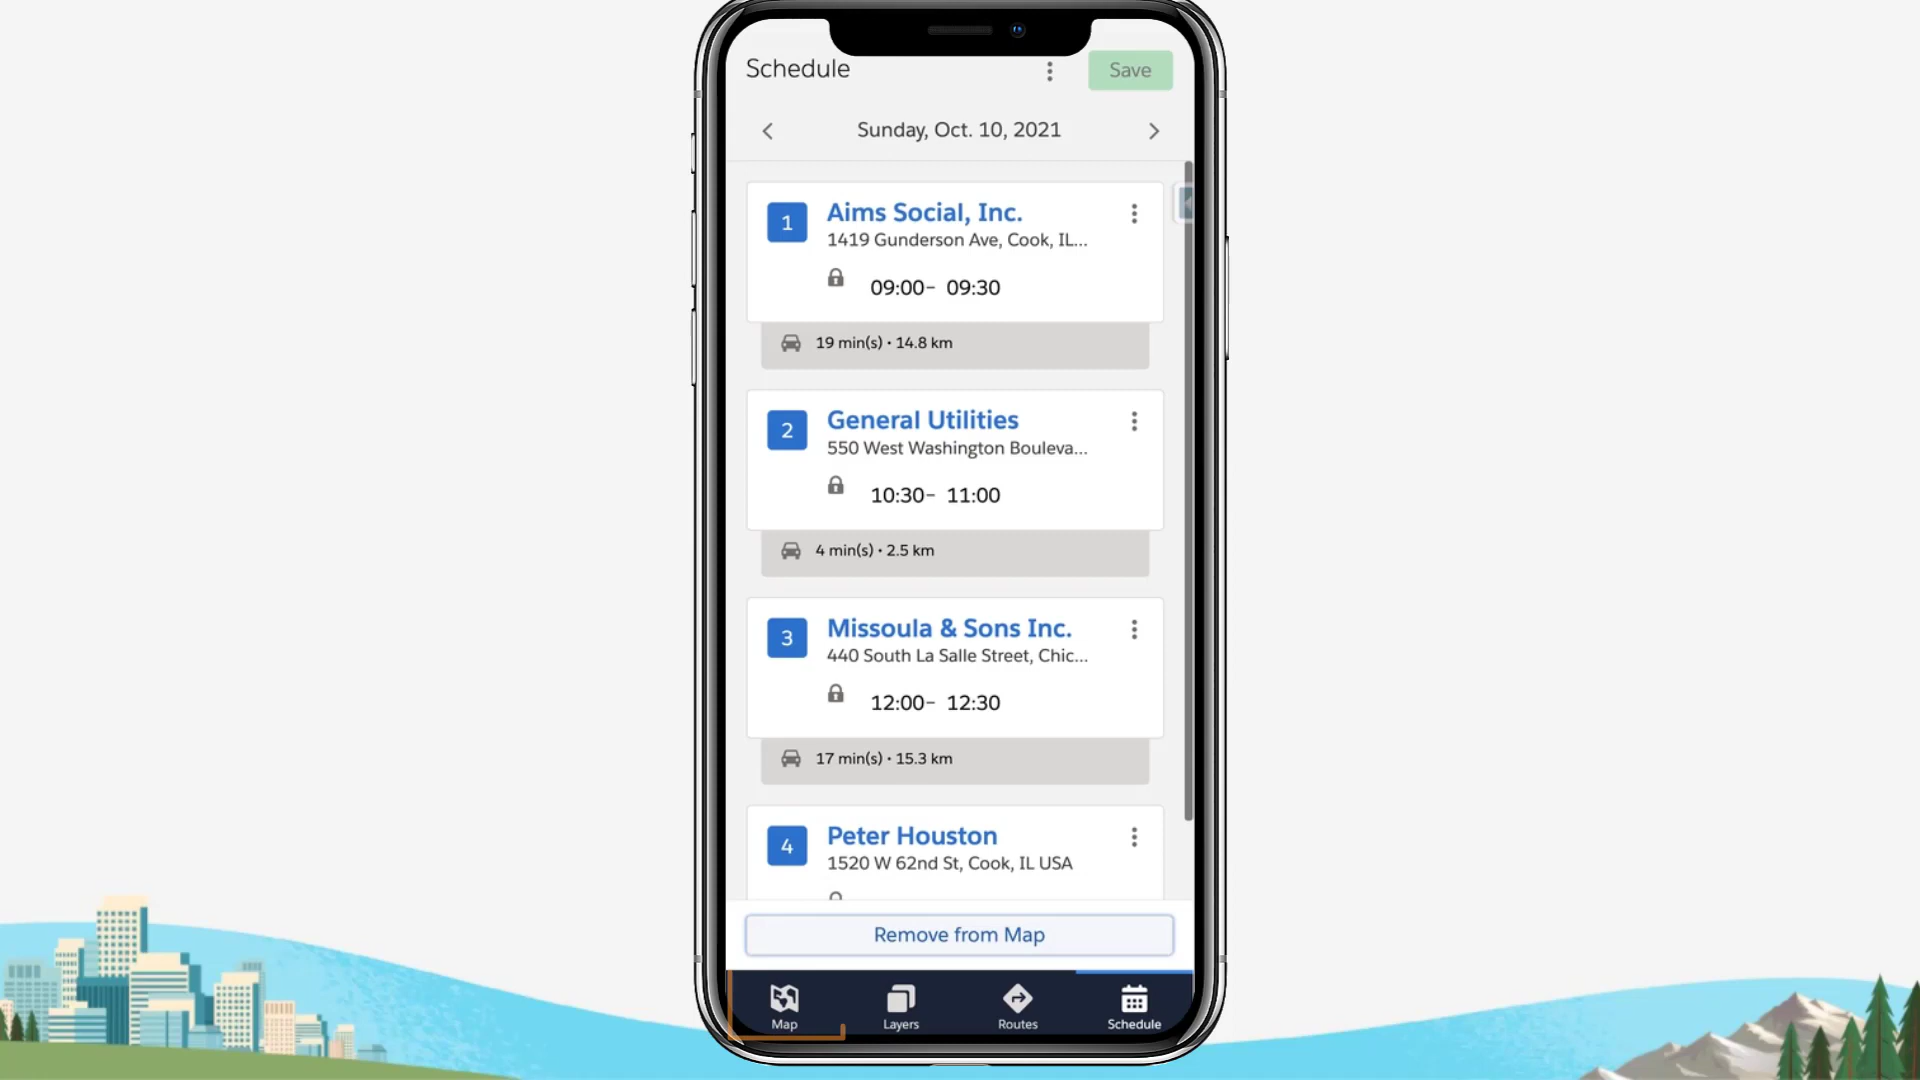 Schedule
Save
Sunday, Oct. 10, 2021
1
Aims Social, Inc.
1419 Gunderson Ave, Cook, IL...
09:00– 09:30
19 min(s) • 14.8 km
2
General Utilities
550 West Washington Bouleva...
10:30– 11:00
4 min(s) • 2.5 km
3
Missoula & Sons Inc.
440 South La Salle Street, Chic...
12:00– 12:30
17 min(s) • 15.3 km
4
Peter Houston
1520 W 62nd St, Cook, IL USA
Remove from Map
Map Layers Routes Schedule